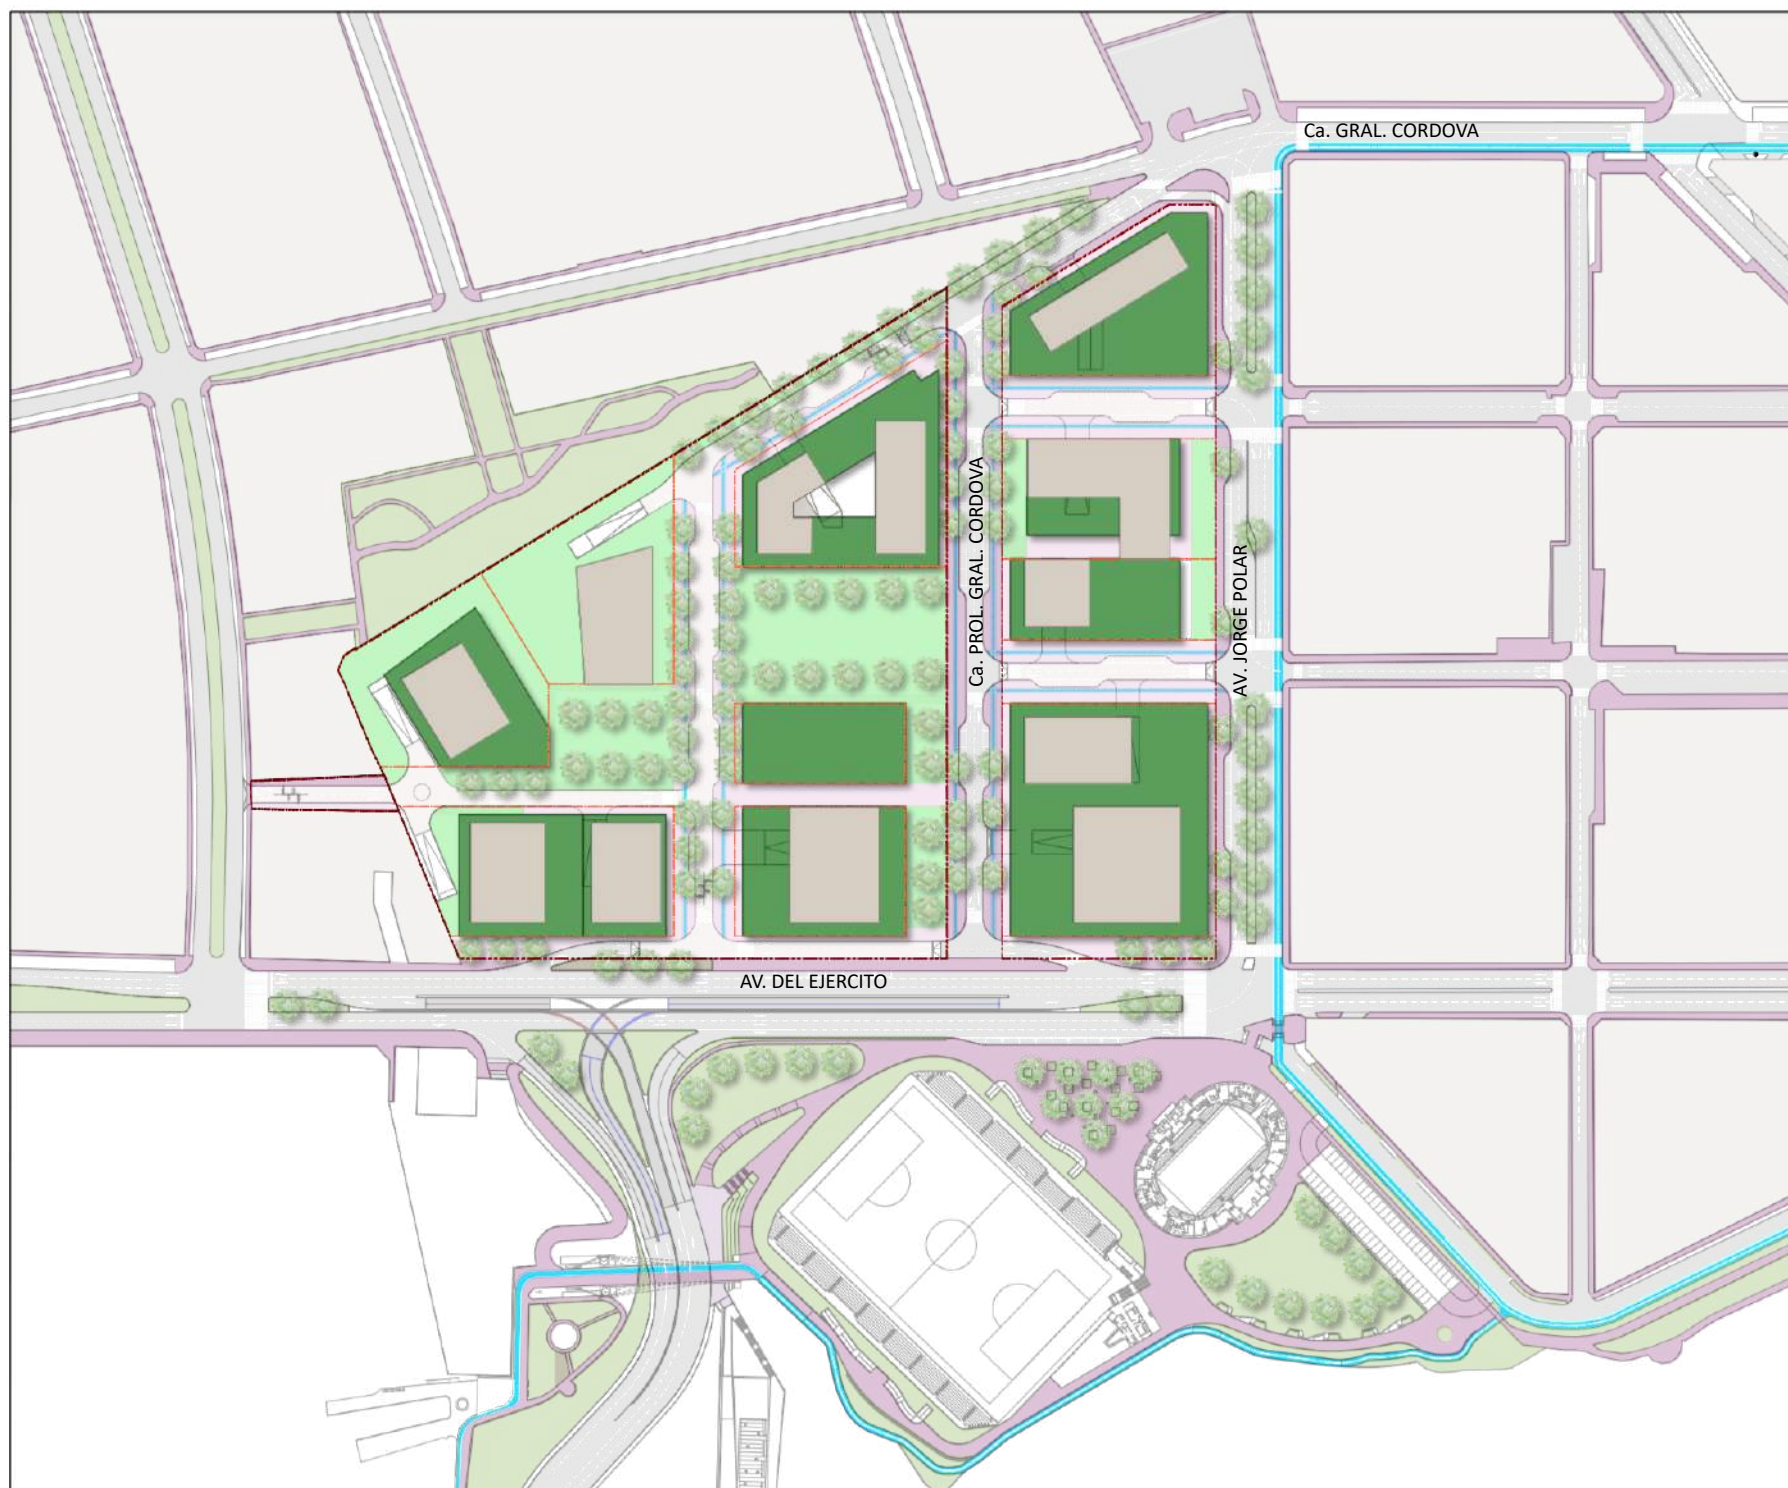 Ca. GRAL. CORDOVA
Ca. PROL. GRAL. CORDOVA
AV. JORGE POLAR
AV. DEL EJERCITO